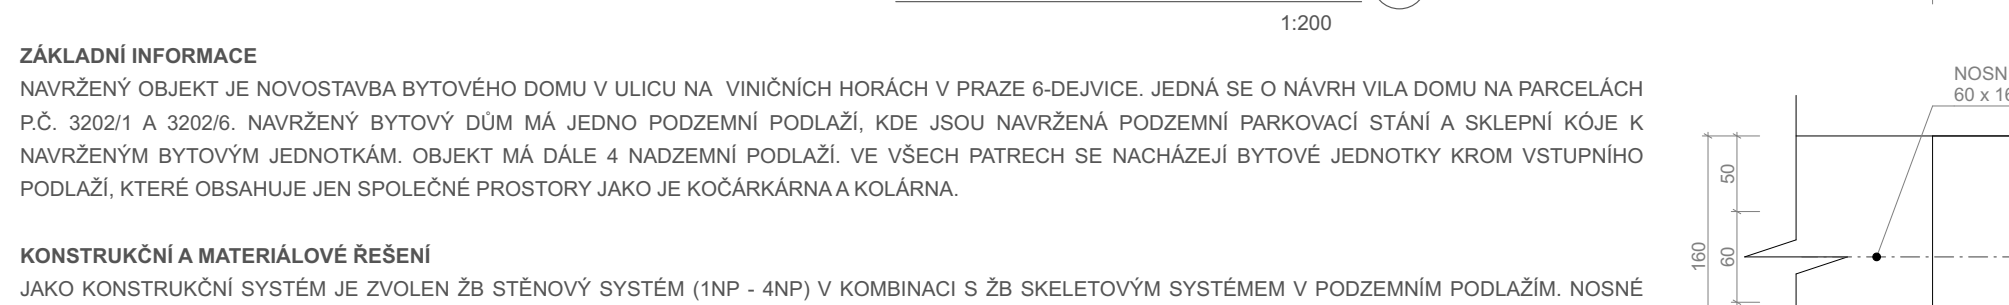 1:200
ZÁKLADNÍ INFORMACE
NAVRŽENÝ OBJEKT JE NOVOSTAVBA BYTOVÉHO DOMU V ULICU NA VINIČNÍCH HORÁCH V PRAZE 6-DEJVICE. JEDNÁ SE O NÁVRH VILA DOMU NA PARCELÁCH
P.Č. 3202/1 A 3202/6. NAVRŽENÝ BYTOVÝ DŮM MÁ JEDNO PODZEMNÍ PODLAŽÍ, KDE JSOU NAVRŽENÁ PODZEMNÍ PARKOVACÍ STÁNÍ A SKLEPNÍ KÓJE K
NAVRŽENÝM BYTOVÝM JEDNOTKÁM. OBJEKT MÁ DÁLE 4 NADZEMNÍ PODLAŽÍ. VE VŠECH PATRECH SE NACHÁZEJÍ BYTOVÉ JEDNOTKY KROM VSTUPNÍHO
PODLAŽÍ, KTERÉ OBSAHUJE JEN SPOLEČNÉ PROSTORY JAKO JE KOČÁRKÁRNA A KOLÁRNA.
KONSTRUKČNÍ A MATERIÁLOVÉ ŘEŠENÍ
JAKO KONSTRUKČNÍ SYSTÉM JE ZVOLEN ŽB STĚNOVÝ SYSTÉM (1NP - 4NP) V KOMBINACI S ŽB SKELETOVÝM SYSTÉMEM V PODZEMNÍM PODLAŽÍM. NOSNÉ
NOSN
60 x 16
50
160
60